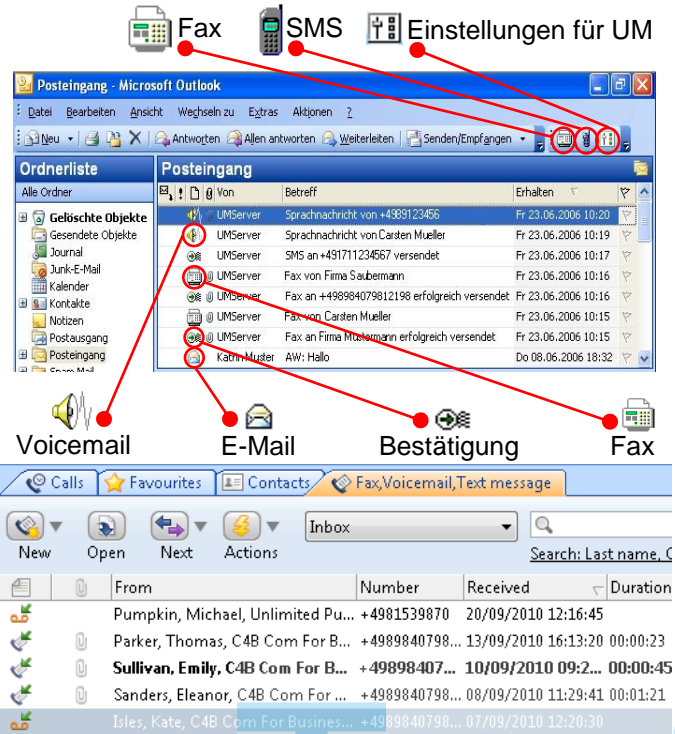 Fax SMS Einstellungen für UM
Posteingang - Microsoft Outlook
Datei Bearbeiten Ansicht Wechseln zu Extras Aktionen ?
Neu Antworten Allen antworten Weiterleiten Senden/Empfangen
Ordnerliste Posteingang
Alle Ordner Von Betreff Erhalten
Gelöschte Objekte UMServer Sprachnachricht von +4989123456 Fr 23.06.2006 10:20
Gesendete Objekte UMServer Sprachnachricht von Carsten Mueller Fr 23.06.2006 10:19
Journal UMServer SMS an +491711234567 versendet Fr 23.06.2006 10:17
Junk-E-Mail UMServer Fax von Firma Saubermann Fr 23.06.2006 10:16
Kalender
Kontakte UMServer Fax an +498984079812198 erfolgreich versendet Fr 23.06.2006 10:16
Notizen UMServer Fax von Carsten Mueller Fr 23.06.2006 10:15
Postausgang UMServer Fax an Firma Mustermann erfolgreich versendet Fr 23.06.2006 10:15
Posteingang Katrin Muster AW: Hallo Do 08.06.2006 18:32
Spam Mail
Voicemail E-Mail Bestätigung Fax
Calls Favourites Contacts Fax,Voicemail,Text message
Inbox
New Open Next Actions Search: Last name, C
From Number Received Duration
Pumpkin, Michael, Unlimited Pu... +4981539870 20/09/2010 12:16:45
Parker, Thomas, C4B Com For B... +4989840798... 13/09/2010 16:13:20 00:00:23
Sullivan, Emily, C4B Com For B... +49898407... 10/09/2010 09:2... 00:00:45
Sanders, Eleanor, C4B Com For ... +4989840798... 08/09/2010 11:29:41 00:01:21
Isles, Kate, C4B Com For Busines... +4989840798... 07/09/2010 12:20:30